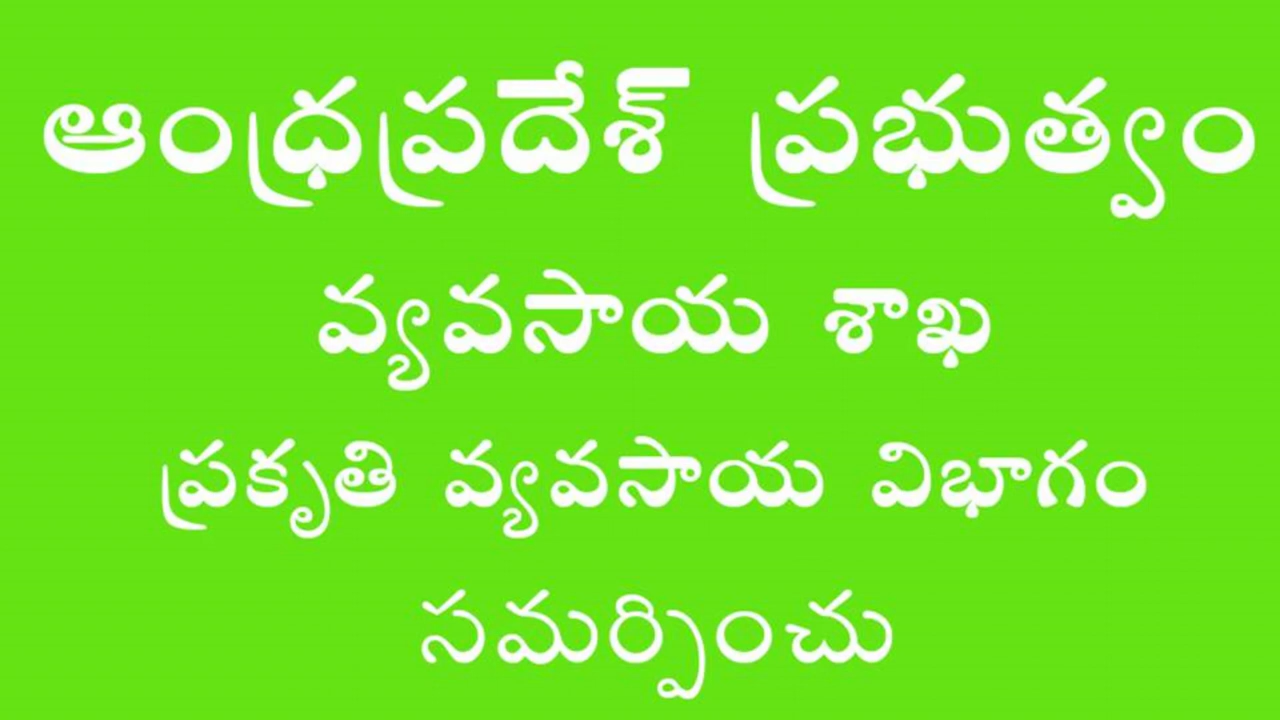 ఆంధ్రప్రదేశ్ ప్రభుత్వం
వ్యవసాయ శాఖ
ప్రకృతి వ్యవసాయ విభాగం
సమర్పించు